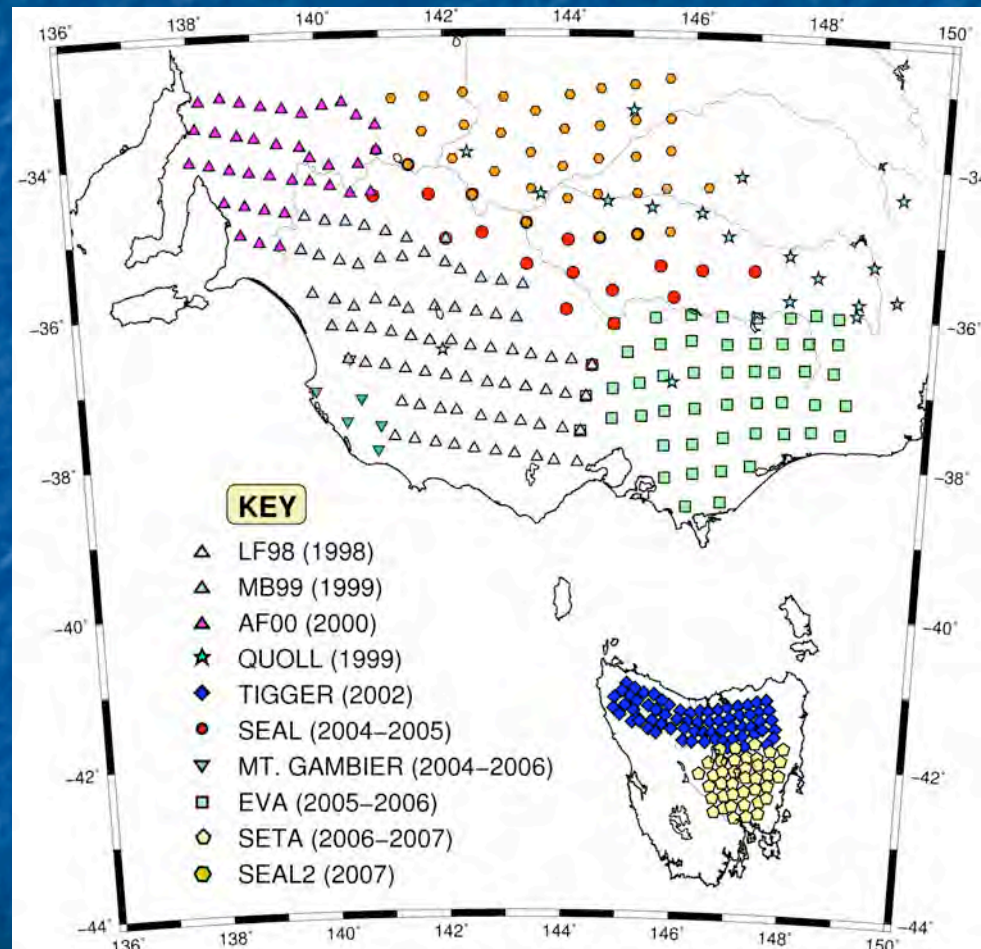 136˚ 138˚ 140˚ 142˚ 144˚ 146˚ 148˚ 150˚
−34˚ −34˚
−36˚ −36˚
−38˚ −38˚
KEY
LF98 (1998)
MB99 (1999)
AF00 (2000)
QUOLL (1999)
TIGGER (2002)
SEAL (2004−2005)
MT. GAMBIER (2004−2006)
EVA (2005−2006)
SETA (2006−2007)
SEAL2 (2007)
−40˚ −40˚
−42˚ −42˚
−44˚ −44˚
136˚ 138˚ 140˚ 142˚ 144˚ 146˚ 148˚ 150˚